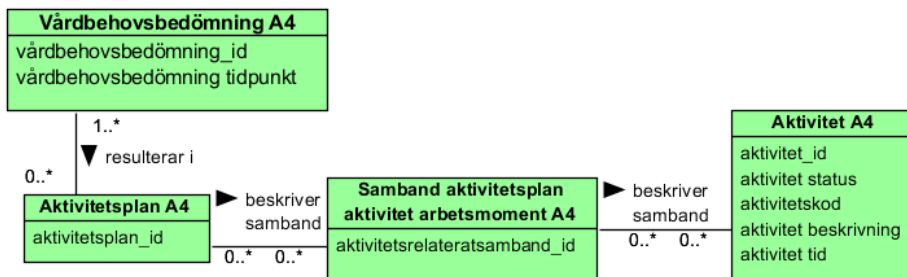 Vårdbehovsbedömning A4
vårdbehovsbedömning_id
vårdbehovsbedömning tidpunkt
1..*
resulterar i
0..*
Aktivitetsplan A4
aktivitetsplan_id
beskriver
samband
0..* 0..*
Samband aktivitetsplan
aktivitet arbetsmoment A4
aktivitetsrelateratsamband_id
beskriver
samband
0..* 0..*
Aktivitet A4
aktivitet_id
aktivitet status
aktivitetskod
aktivitet beskrivning
aktivitet tid